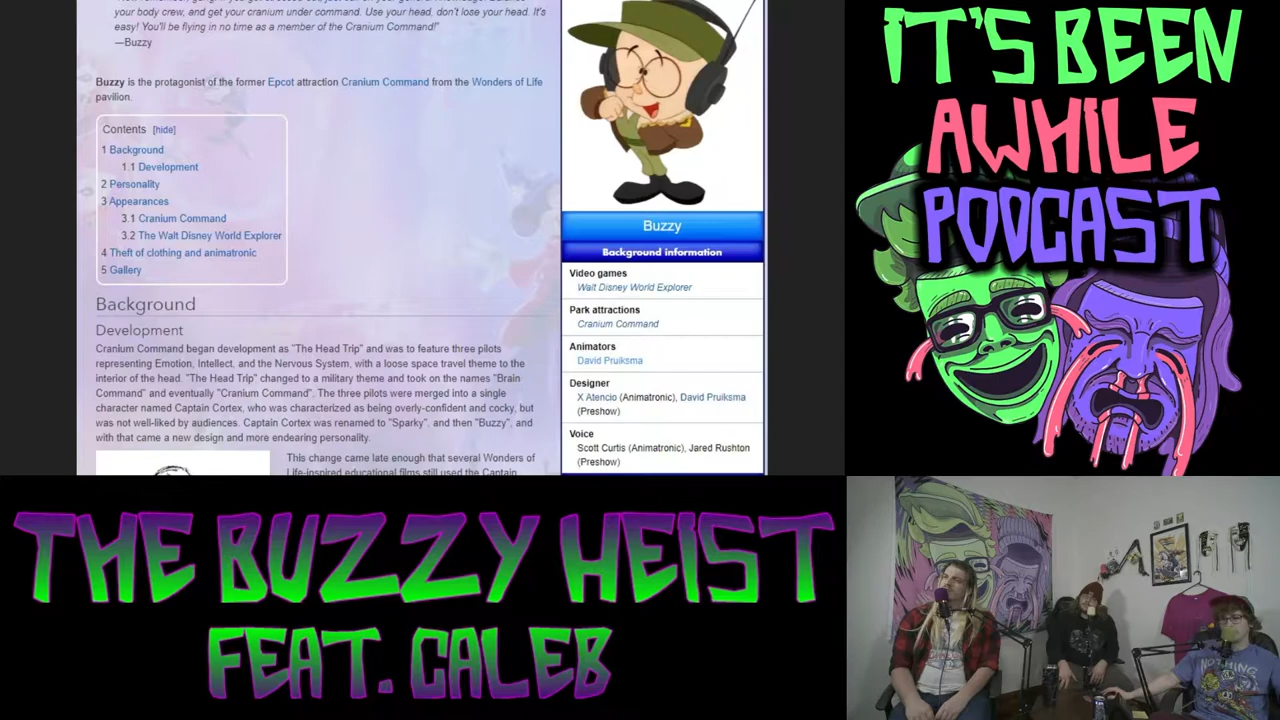 your body crew, and get your cranium under command. Use your head, don't lose your head. It's
easy! You'll be flying in no time as a member of the Cranium Command!"
—Buzzy
Buzzy is the protagonist of the former Epcot attraction Cranium Command from the Wonders of Life
pavilion.
Contents [hide]
1 Background
1.1 Development
2 Personality
3 Appearances
3.1 Cranium Command
3.2 The Walt Disney World Explorer
4 Theft of clothing and animatronic
5 Gallery
Background
Development
Cranium Command began development as "The Head Trip" and was to feature three pilots
representing Emotion, Intellect, and the Nervous System, with a loose space travel theme to the
interior of the head. "The Head Trip" changed to a military theme and took on the names "Brain
Command" and eventually "Cranium Command". The three pilots were merged into a single
character named Captain Cortex, who was characterized as being overly-confident and cocky, but
was not well-liked by audiences. Captain Cortex was renamed to "Sparky", and then "Buzzy", and
with that came a new design and more endearing personality.
This change came late enough that several Wonders of
Life-inspired educational films still used the Captain
Buzzy
Background information
Video games
Walt Disney World Explorer
Park attractions
Cranium Command
Animators
David Pruiksma
Designer
X Atencio (Animatronic), David Pruiksma
(Preshow)
Voice
Scott Curtis (Animatronic), Jared Rushton
(Preshow)
IT'S BEEN
AWHILE
PODCAST
THE BUZZY HEIST
FEAT. CALEB
NOTHING